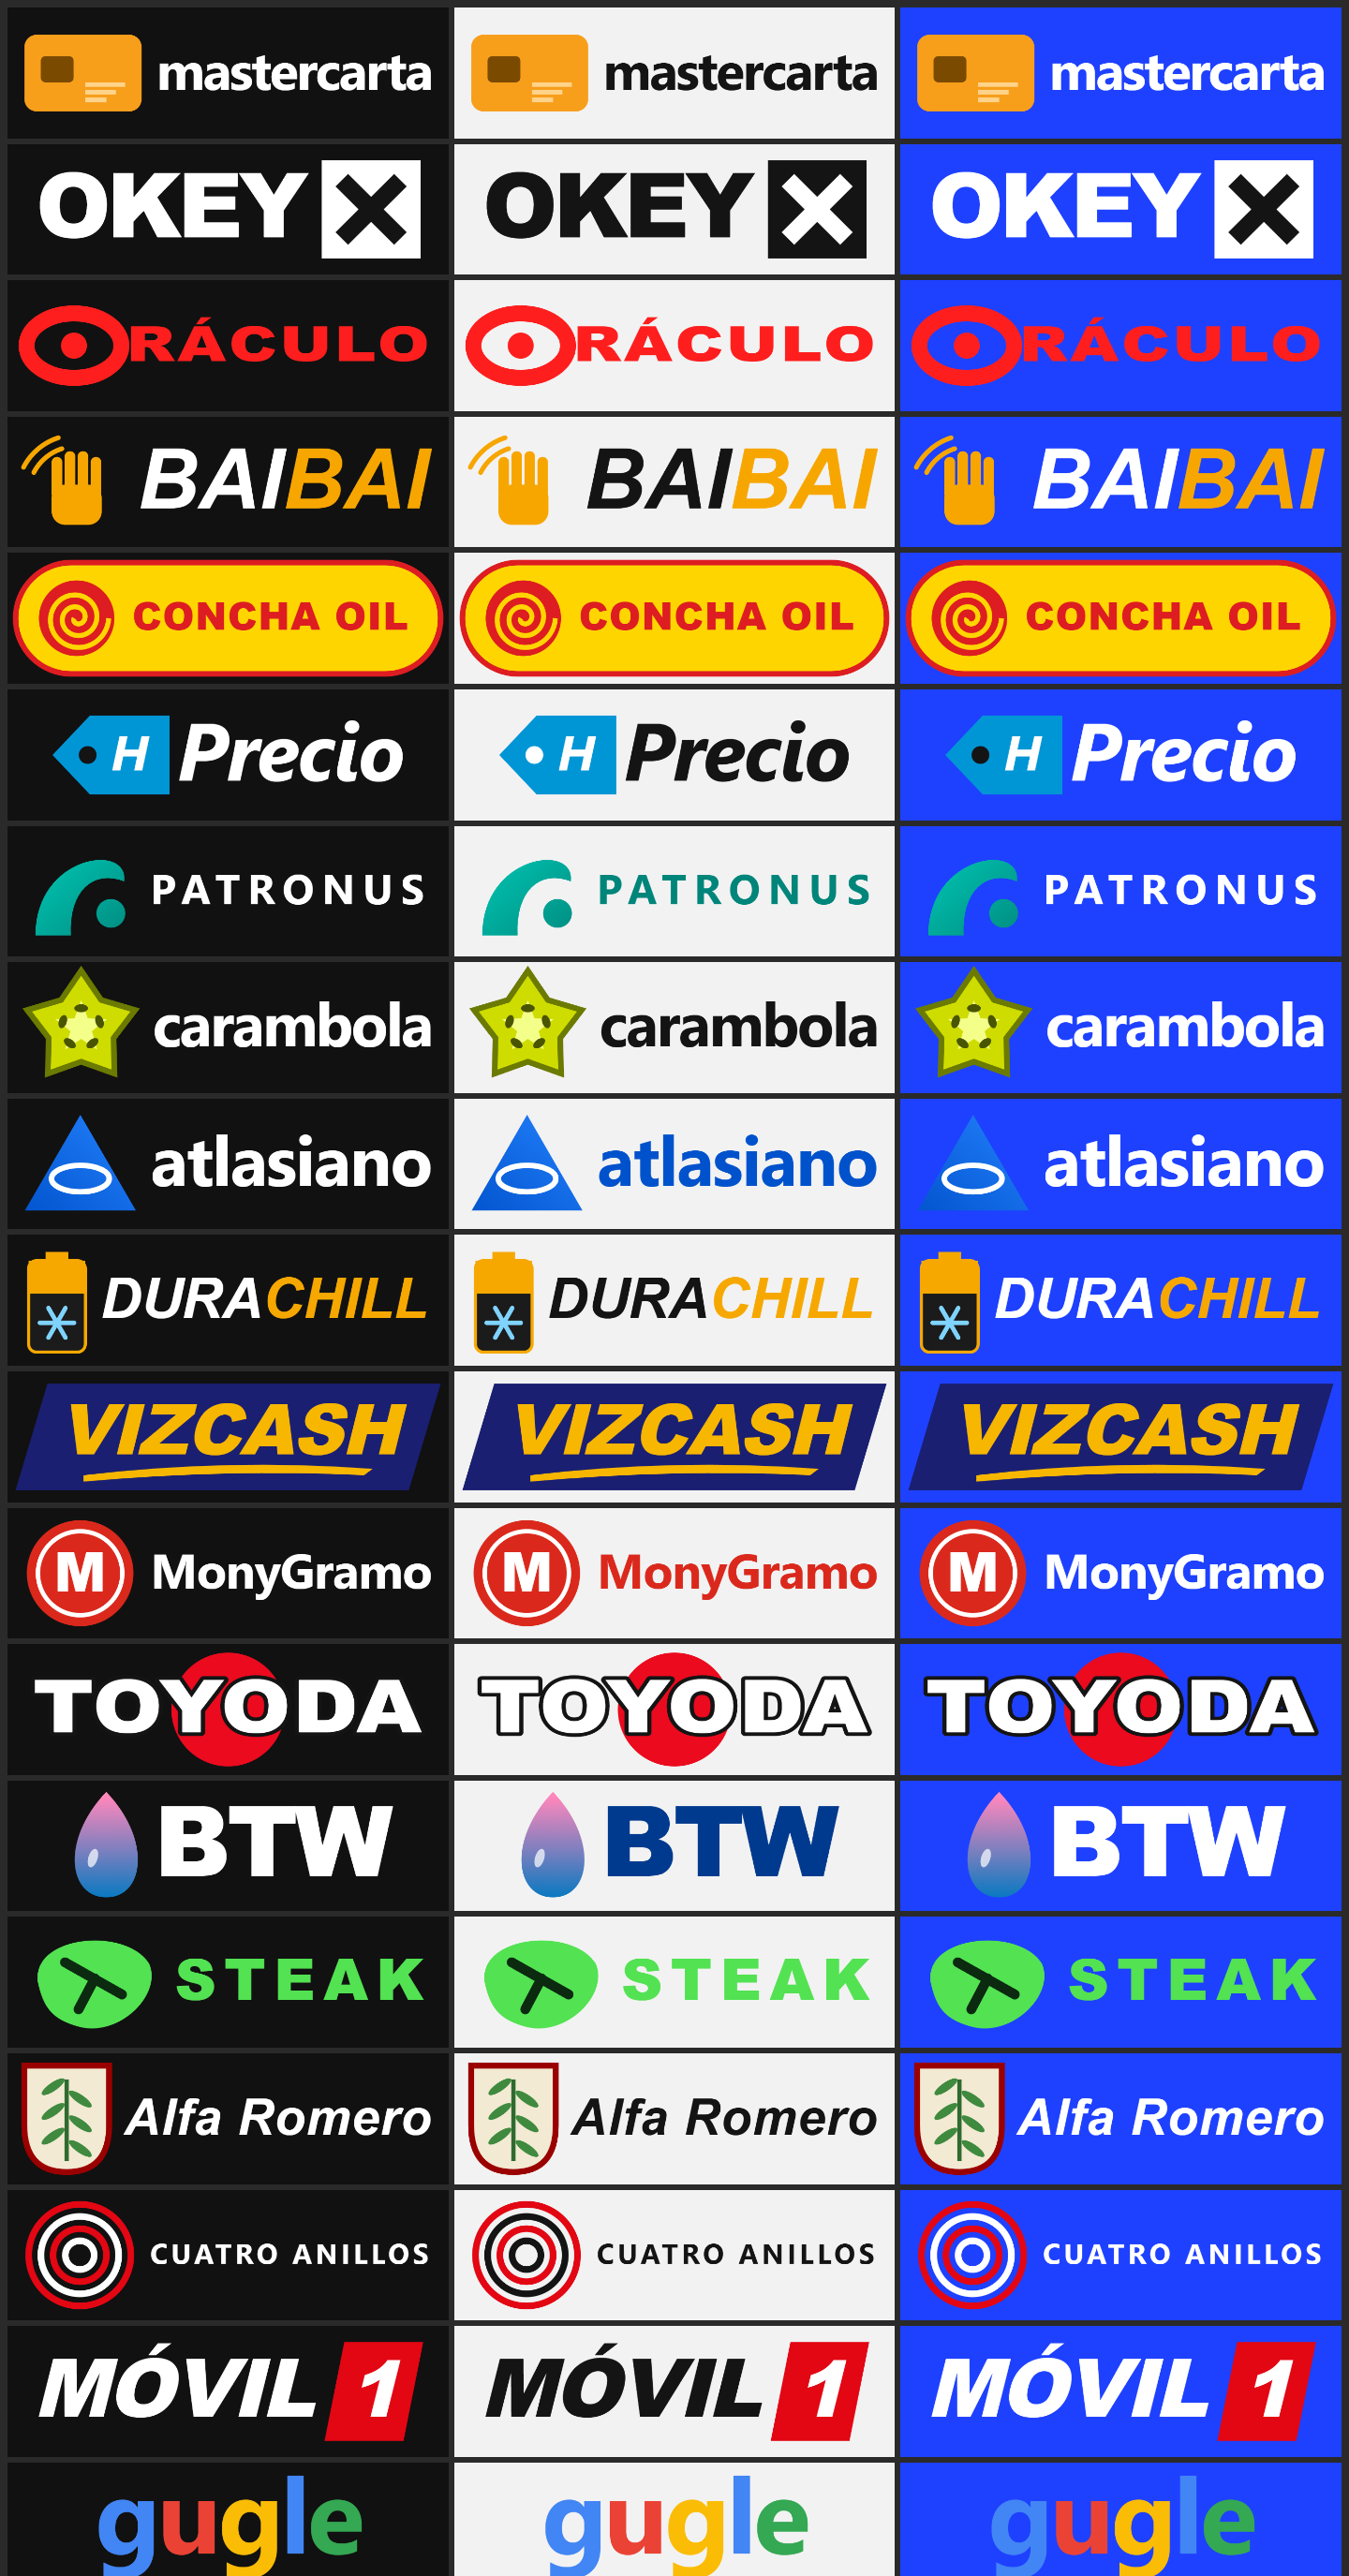 mastercarta mastercarta mastercarta
OKEY X OKEY X OKEY X
ORÁCULO ORÁCULO ORÁCULO
BAIBAI BAIBAI BAIBAI
CONCHA OIL CONCHA OIL CONCHA OIL
H Precio H Precio H Precio
PATRONUS PATRONUS PATRONUS
carambola carambola carambola
atlasiano atlasiano atlasiano
DURACHILL DURACHILL DURACHILL
VIZCASH VIZCASH VIZCASH
M MonyGramo M MonyGramo M MonyGramo
TOYODA TOYODA TOYODA
BTW BTW BTW
STEAK STEAK STEAK
Alfa Romero Alfa Romero Alfa Romero
CUATRO ANILLOS CUATRO ANILLOS CUATRO ANILLOS
MÓVIL 1 MÓVIL 1 MÓVIL 1
gugle gugle gugle